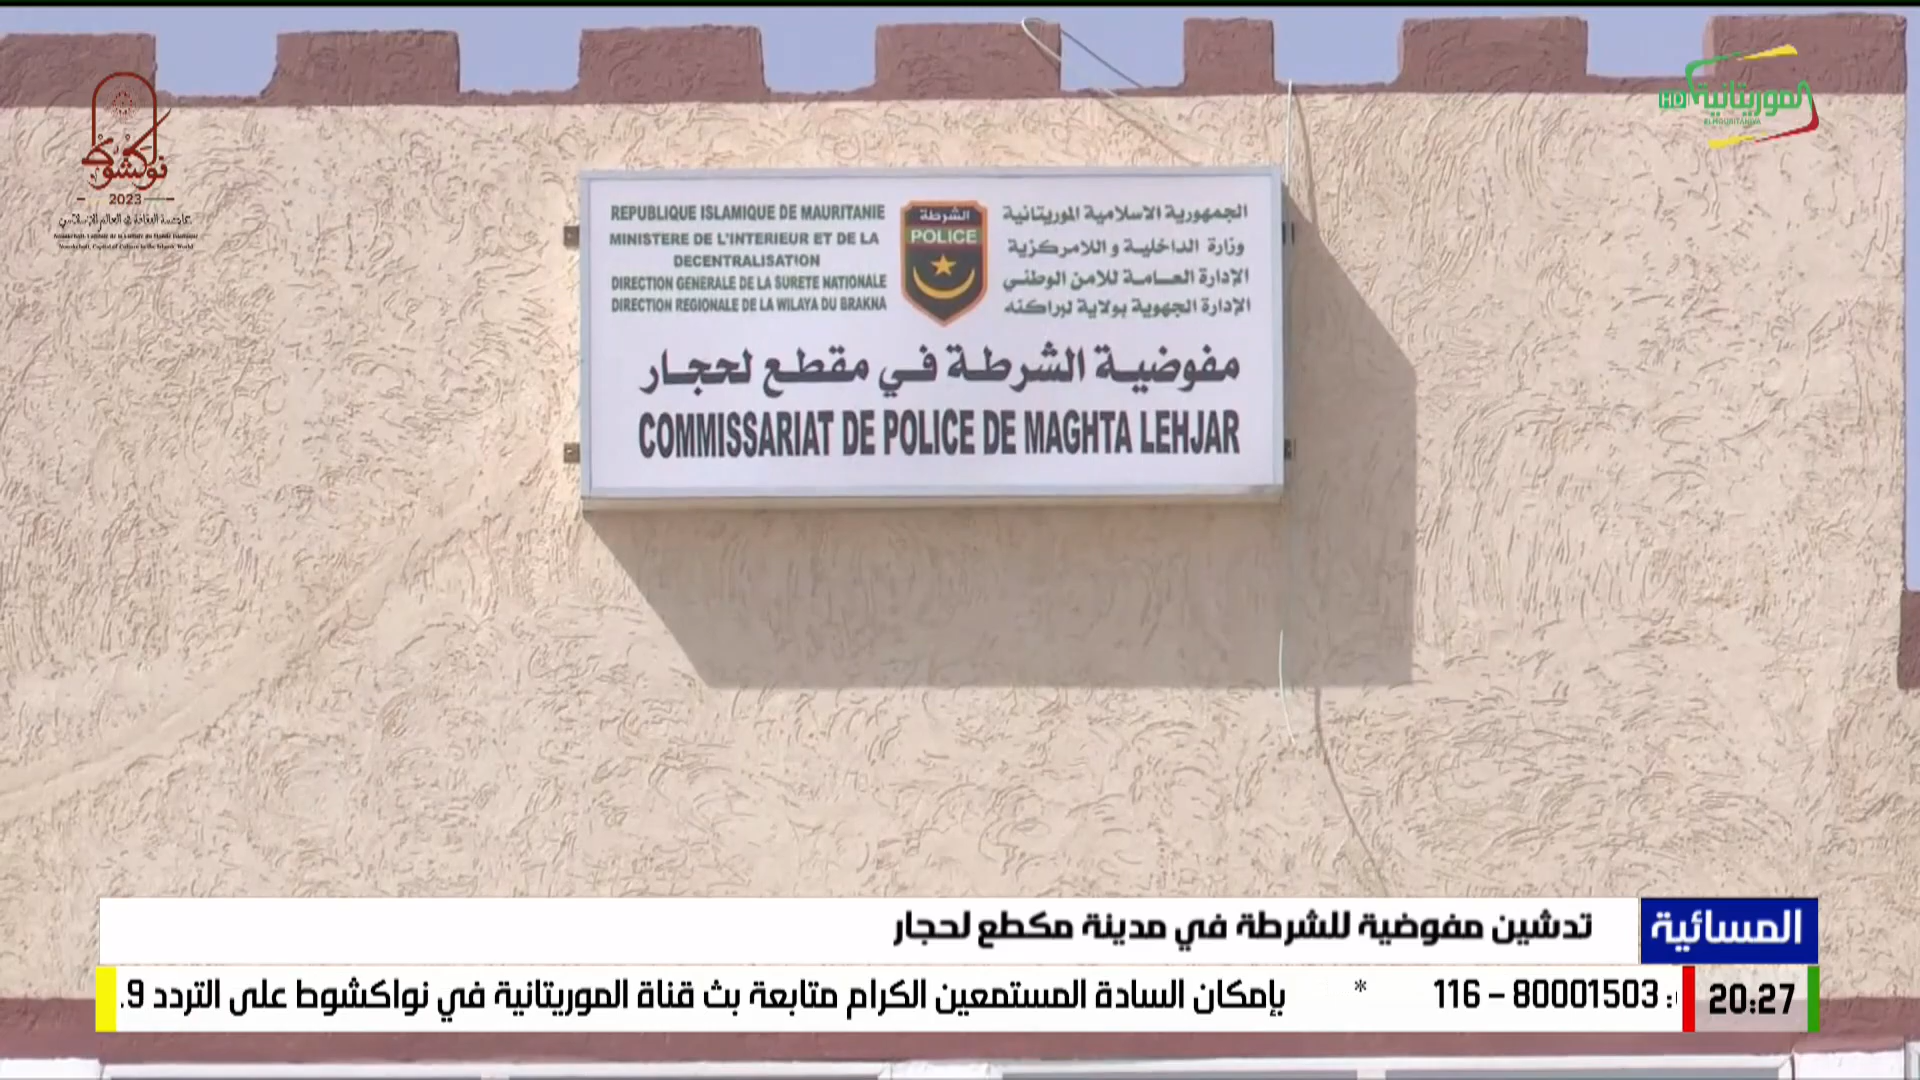 نواكشوط
2023
HD الموريتانية
ELMOURITANIYA
REPUBLIQUE ISLAMIQUE DE MAURITANIE
MINISTERE DE L'INTERIEUR ET DE LA
DECENTRALISATION
DIRECTION GENERALE DE LA SURETE NATIONALE
DIRECTION REGIONALE DE LA WILAYA DU BRAKNA
الشرطة
POLICE
الجمهورية الاسلامية الموريتانية
وزارة الداخلية و اللامركزية
الإدارة العامة للامن الوطني
الإدارة الجهوية بولاية لبراكنه
مفوضية الشرطة في مقطع لحجار
COMMISSARIAT DE POLICE DE MAGHTA LEHJAR
المسائية
تدشين مفوضية للشرطة في مدينة مكطع لحجار
20:27
: 80001503 – 116 * بإمكان السادة المستمعين الكرام متابعة بث قناة الموريتانية في نواكشوط على التردد 9.